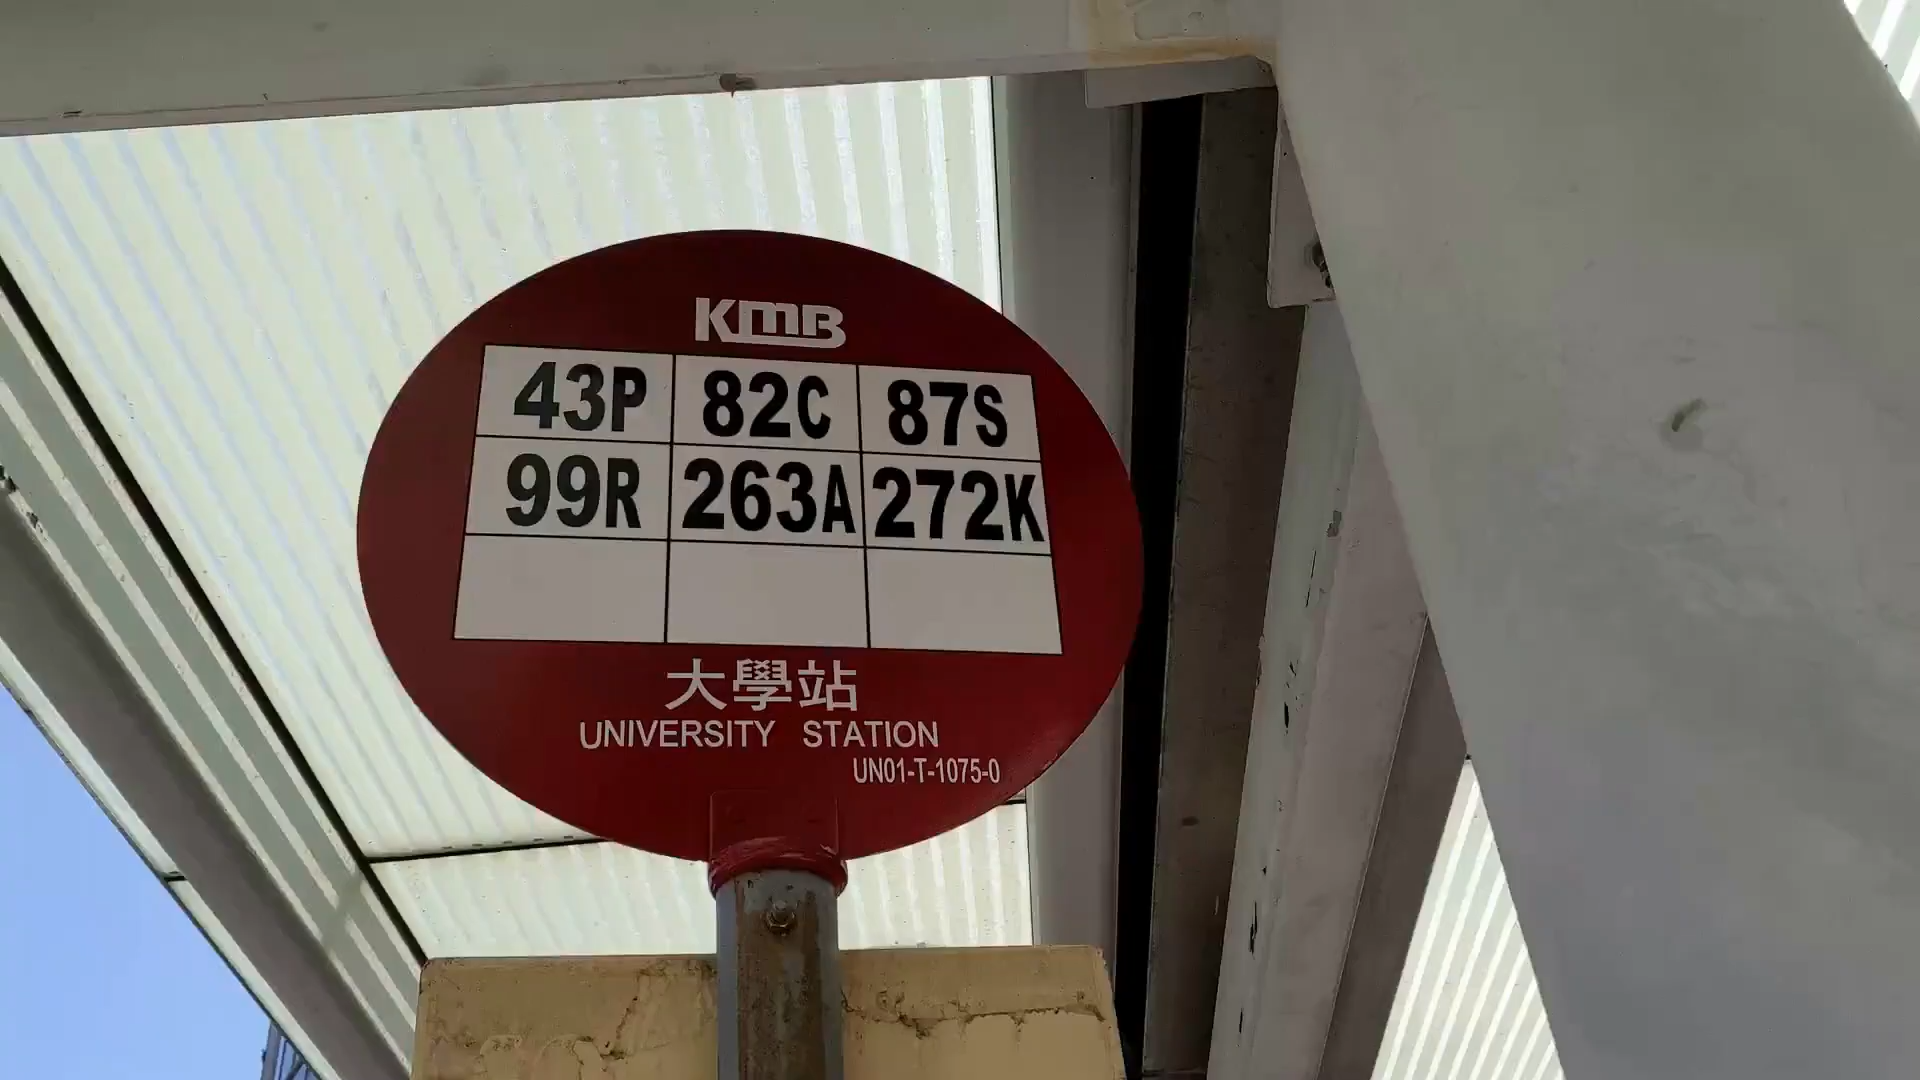 KMB
43P 82C 87S
99R 263A 272K
大學站
UNIVERSITY STATION
UN01-T-1075-0